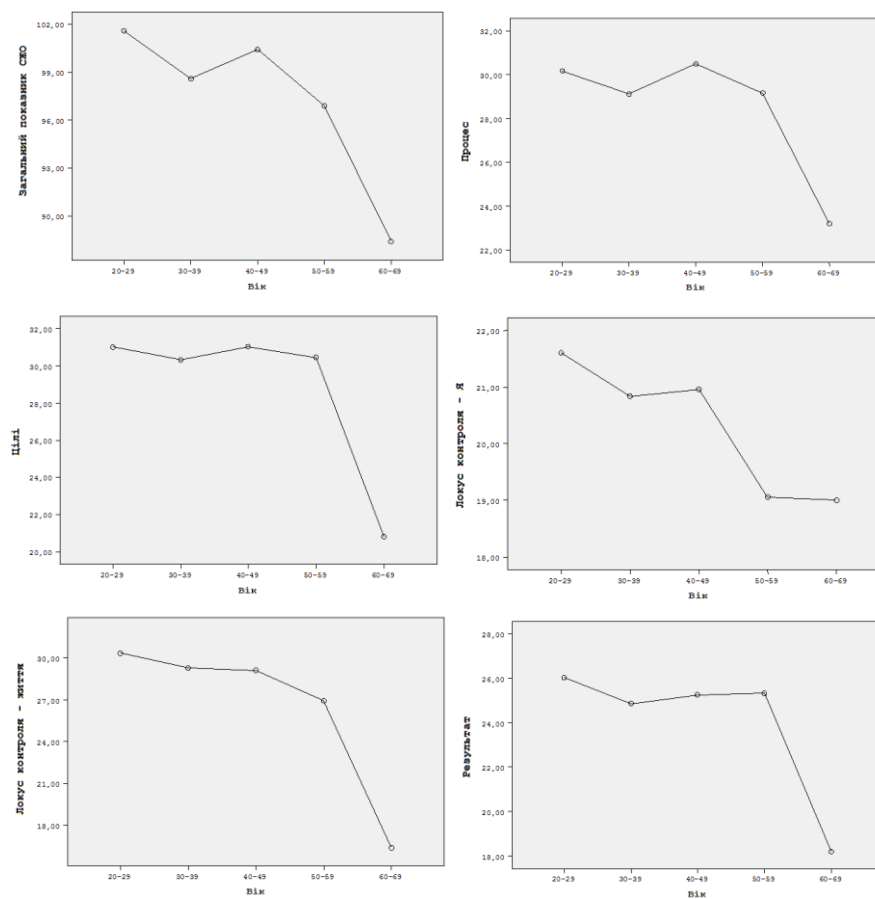 Загальний показник СЖО
102,00
99,00
96,00
93,00
90,00
20-29 30-39 40-49 50-59 60-69
Вік
Процес
32,00
30,00
28,00
26,00
24,00
22,00
20-29 30-39 40-49 50-59 60-69
Вік
Цілі
32,00
30,00
28,00
26,00
24,00
22,00
20,00
20-29 30-39 40-49 50-59 60-69
Вік
Локус контроля - Я
22,00
21,00
20,00
19,00
18,00
20-29 30-39 40-49 50-59 60-69
Вік
Локус контроля - життя
30,00
27,00
24,00
21,00
18,00
20-29 30-39 40-49 50-59 60-69
Вік
Результат
28,00
26,00
24,00
22,00
20,00
18,00
20-29 30-39 40-49 50-59 60-69
Вік